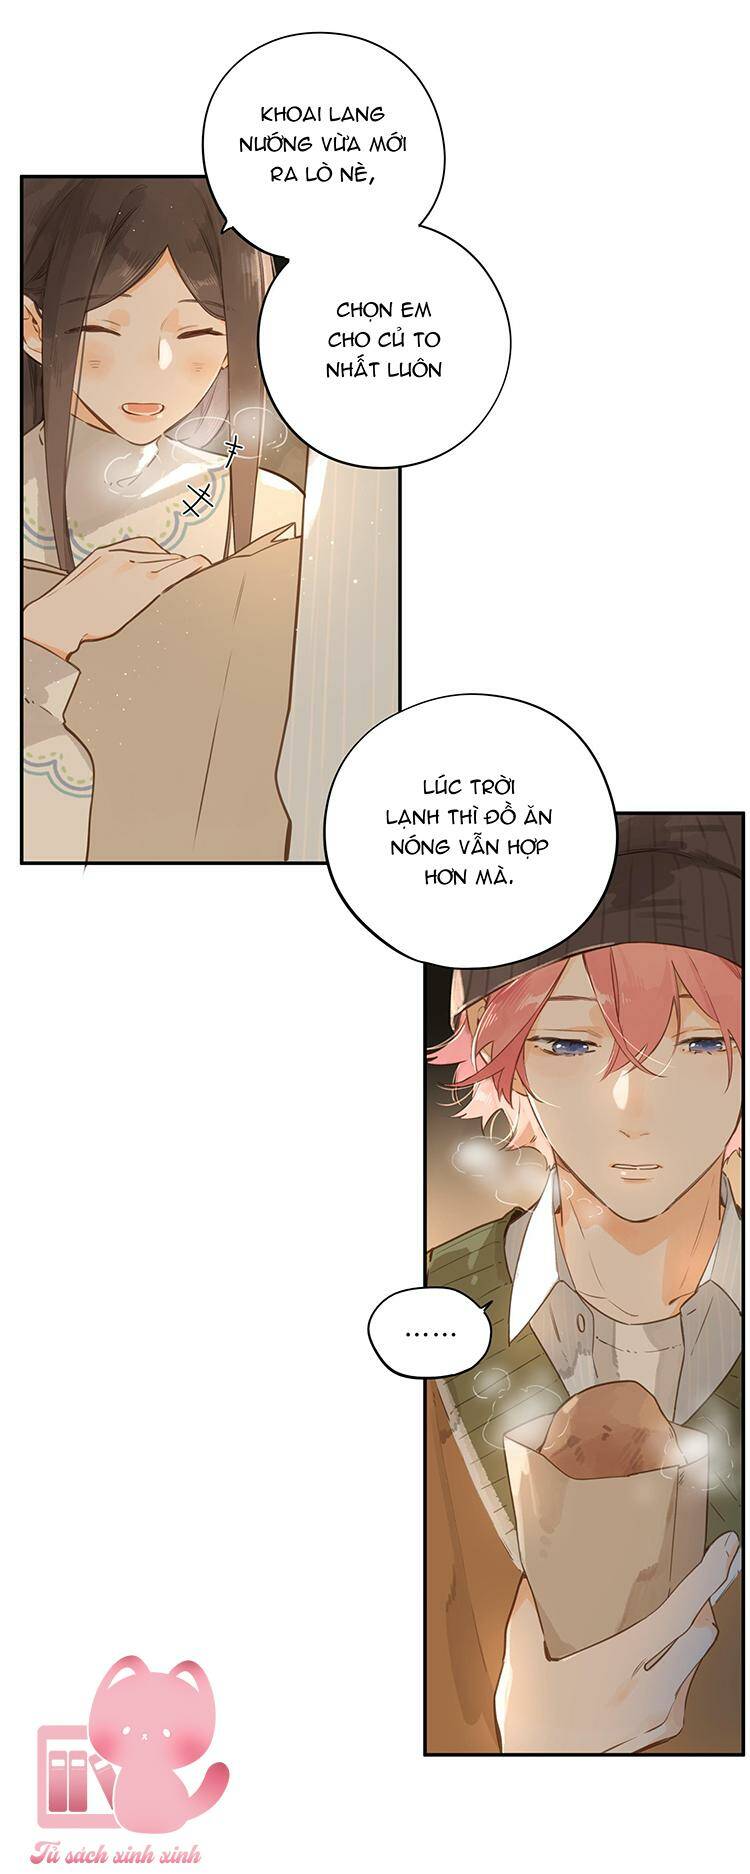 KHOAI LANG
NƯỚNG VỪA MỚI
RA LÒ NÈ,
CHỌN EM
CHO CỦ TO
NHẤT LUÔN
LÚC TRỜI
LẠNH THÌ ĐỒ ĂN
NÓNG VẪN HỢP
HƠN MÀ.
......
Tủ sách xinh xinh